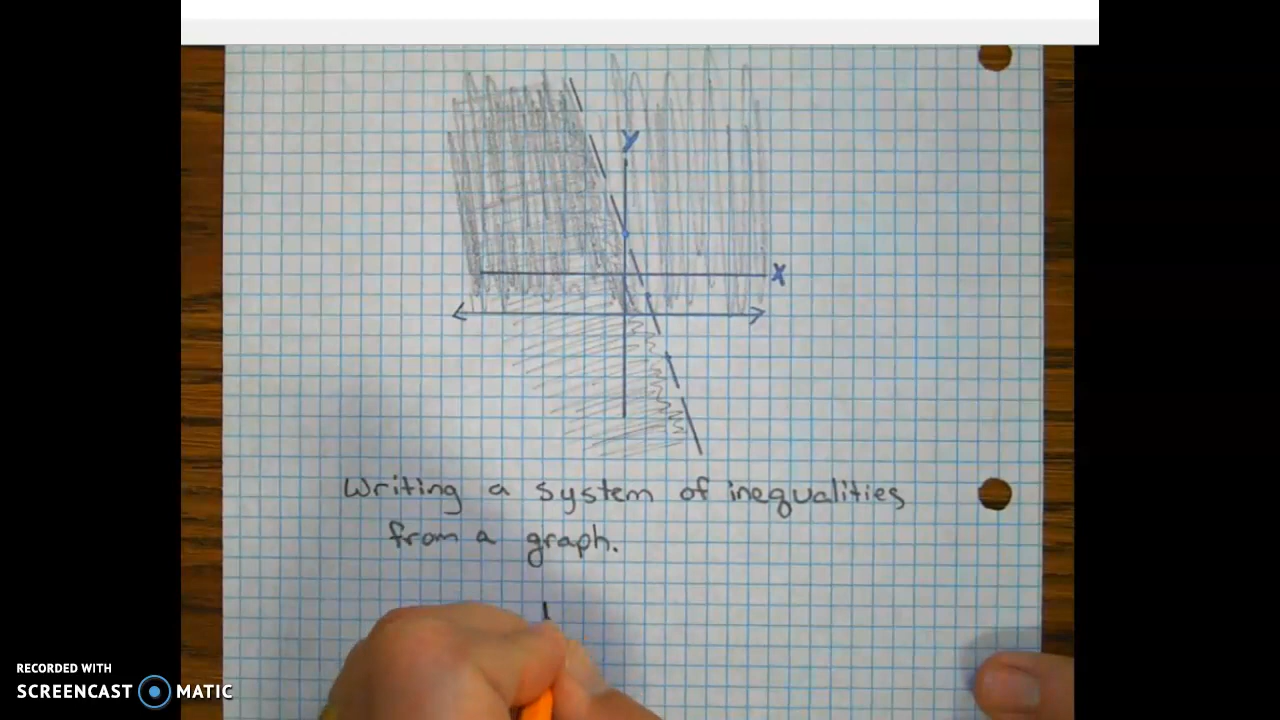 Y
X
Writing a system of inequalities
from a graph.
RECORDED WITH
SCREENCAST MATIC